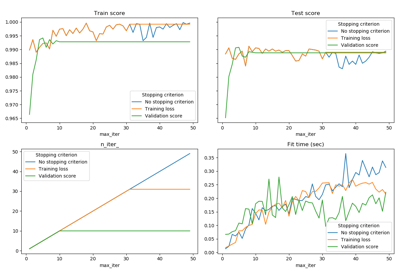 Train score
1.000
0.995
0.990
0.985
0.980
0.975
0.970
0.965
Stopping criterion
No stopping criterion
Training loss
Validation score
0 10 20 30 40 50
max_iter
Test score
Stopping criterion
No stopping criterion
Training loss
Validation score
0 10 20 30 40 50
max_iter
n_iter_
50
40
30
20
10
0
Stopping criterion
No stopping criterion
Training loss
Validation score
0 10 20 30 40 50
max_iter
Fit time (sec)
0.35
0.30
0.25
0.20
0.15
0.10
0.05
0.00
Stopping criterion
No stopping criterion
Training loss
Validation score
0 10 20 30 40 50
max_iter